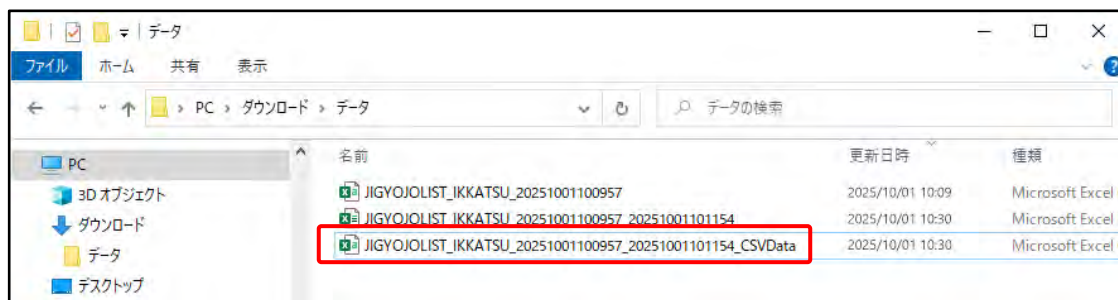 データ
ファイル ホーム 共有 表示
PC › ダウンロード › データ データの検索
名前 更新日時 種類
PC
3D オブジェクト
ダウンロード
データ
デスクトップ
JIGYOJOLIST_IKKATSU_20251001100957 2025/10/01 10:09 Microsoft Excel
JIGYOJOLIST_IKKATSU_20251001100957_20251001101154 2025/10/01 10:30 Microsoft Excel
JIGYOJOLIST_IKKATSU_20251001100957_20251001101154_CSVData 2025/10/01 10:30 Microsoft Excel